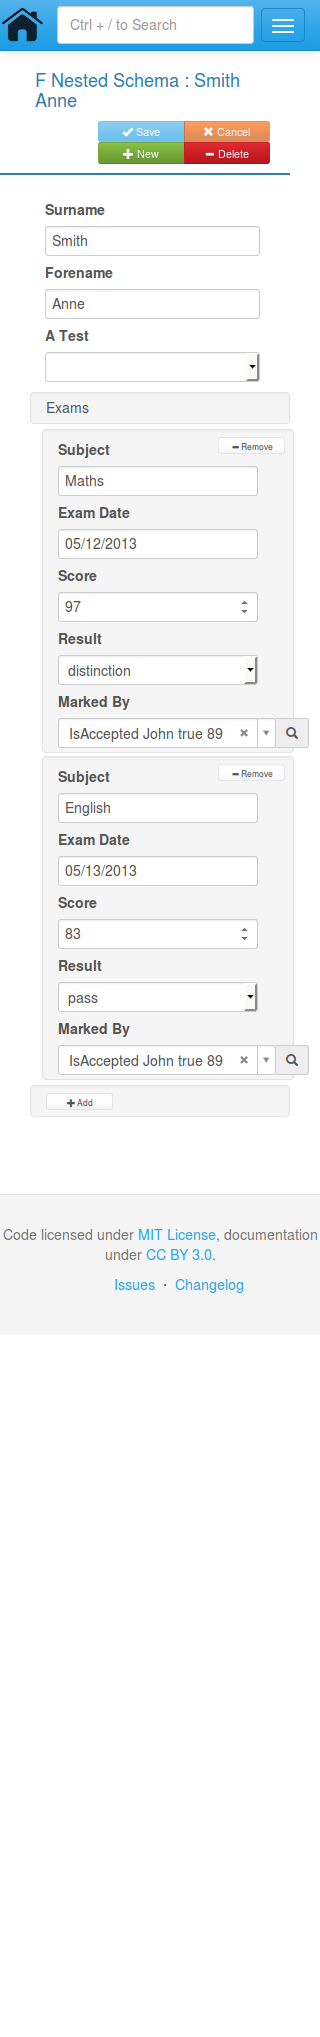 Ctrl + / to Search
F Nested Schema : Smith
Anne
Save Cancel
New Delete
Surname
Smith
Forename
Anne
A Test
Exams
Subject Remove
Maths
Exam Date
05/12/2013
Score
97
Result
distinction
Marked By
IsAccepted John true 89
Subject Remove
English
Exam Date
05/13/2013
Score
83
Result
pass
Marked By
IsAccepted John true 89
Add
Code licensed under MIT License, documentation
under CC BY 3.0.
Issues · Changelog